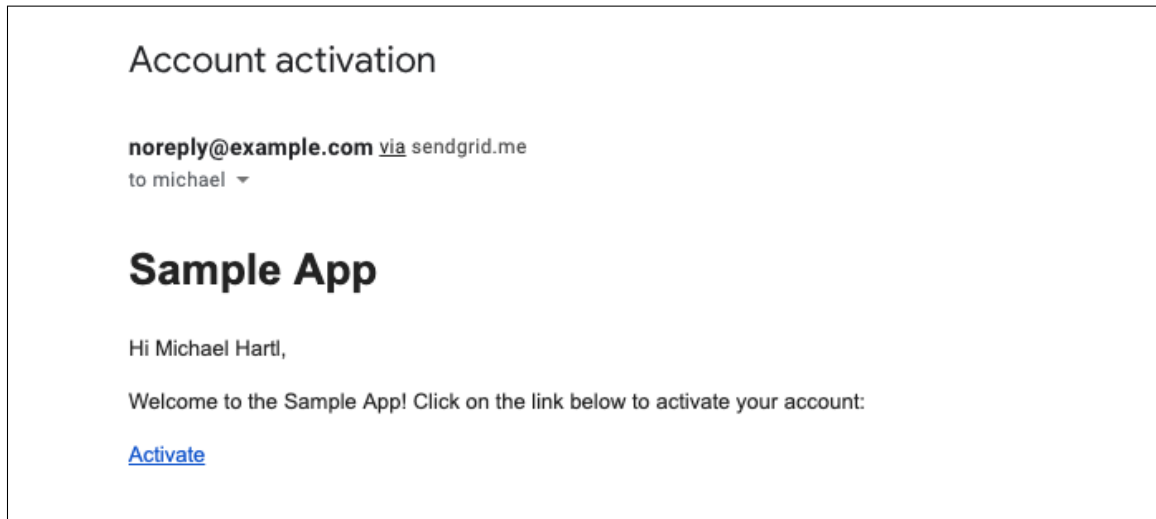 Account activation
noreply@example.com via sendgrid.me
to michael
Sample App
Hi Michael Hartl,
Welcome to the Sample App! Click on the link below to activate your account:
Activate